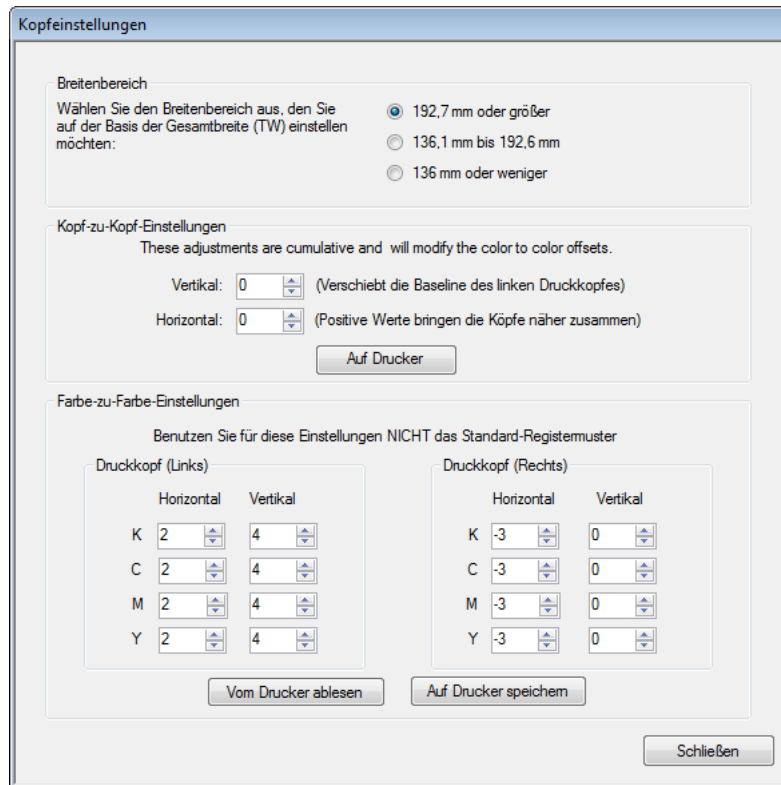 Kopfeinstellungen
Breitenbereich
Wählen Sie den Breitenbereich aus, den Sie
auf der Basis der Gesamtbreite (TW) einstellen
möchten:
192,7 mm oder größer
136,1 mm bis 192,6 mm
136 mm oder weniger
Kopf-zu-Kopf-Einstellungen
These adjustments are cumulative and will modify the color to color offsets.
Vertikal: 0 (Verschiebt die Baseline des linken Druckkopfes)
Horizontal: 0 (Positive Werte bringen die Köpfe näher zusammen)
Auf Drucker
Farbe-zu-Farbe-Einstellungen
Benutzen Sie für diese Einstellungen NICHT das Standard-Registermuster
Druckkopf (Links)
Horizontal Vertikal
K 2 4
C 2 4
M 2 4
Y 2 4
Druckkopf (Rechts)
Horizontal Vertikal
K -3 0
C -3 0
M -3 0
Y -3 0
Vom Drucker ablesen
Auf Drucker speichern
Schließen